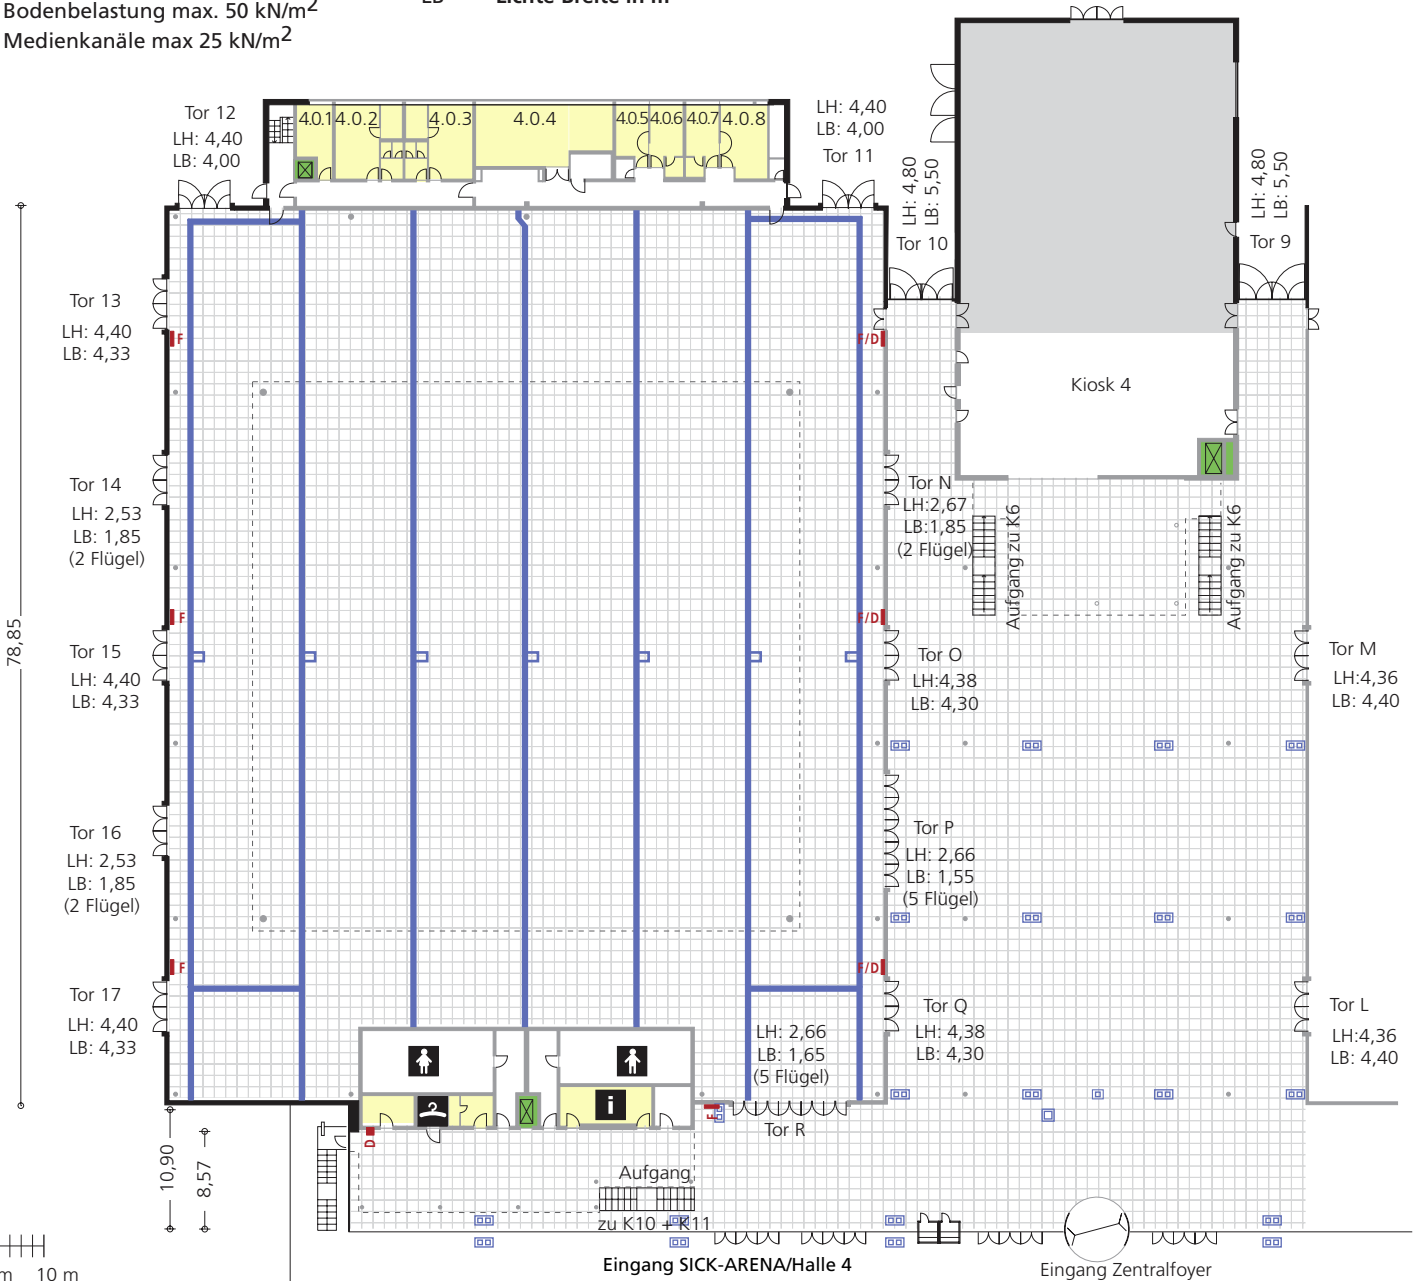 Bodenbelastung max. 50 kN/m²
Medienkanäle max 25 kN/m²
LB Lichte Breite in m
Tor 12
LH: 4,40
LB: 4,00
4.0.1
4.0.2
4.0.3
4.0.4
4.0.5
4.0.6
4.0.7
4.0.8
LH: 4,40
LB: 4,00
Tor 11
LH: 4,80
LB: 5,50
Tor 10
LH: 4,80
LB: 5,50
Tor 9
Tor 13
LH: 4,40
LB: 4,33
F
F/D
Kiosk 4
Tor 14
LH: 2,53
LB: 1,85
(2 Flügel)
Tor N
LH:2,67
LB:1,85
(2 Flügel)
Aufgang zu K6
Aufgang zu K6
78,85
F
F/D
Tor 15
LH: 4,40
LB: 4,33
Tor O
LH:4,38
LB: 4,30
Tor M
LH:4,36
LB: 4,40
Tor 16
LH: 2,53
LB: 1,85
(2 Flügel)
Tor P
LH: 2,66
LB: 1,55
(5 Flügel)
F
F/D
Tor 17
LH: 4,40
LB: 4,33
LH: 2,66
LB: 1,65
(5 Flügel)
Tor Q
LH: 4,38
LB: 4,30
Tor L
LH:4,36
LB: 4,40
i
F
Tor R
D
10,90
8,57
Aufgang
zu K10 + K11
Eingang SICK-ARENA/Halle 4
Eingang Zentralfoyer
m 10 m